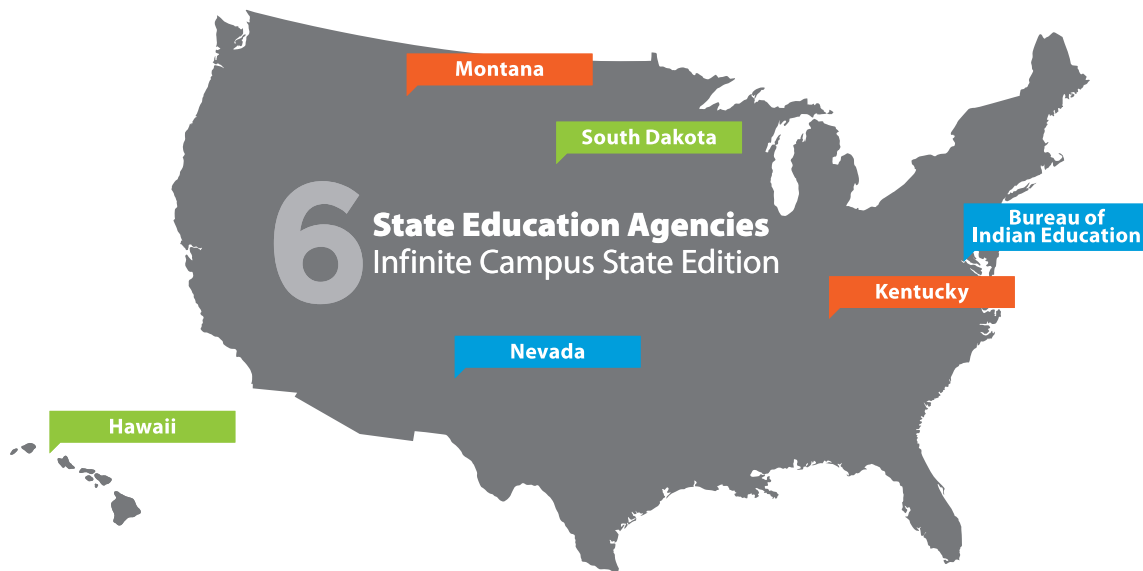 Montana
South Dakota
6
State Education Agencies
Infinite Campus State Edition
Bureau of
Indian Education
Kentucky
Nevada
Hawaii